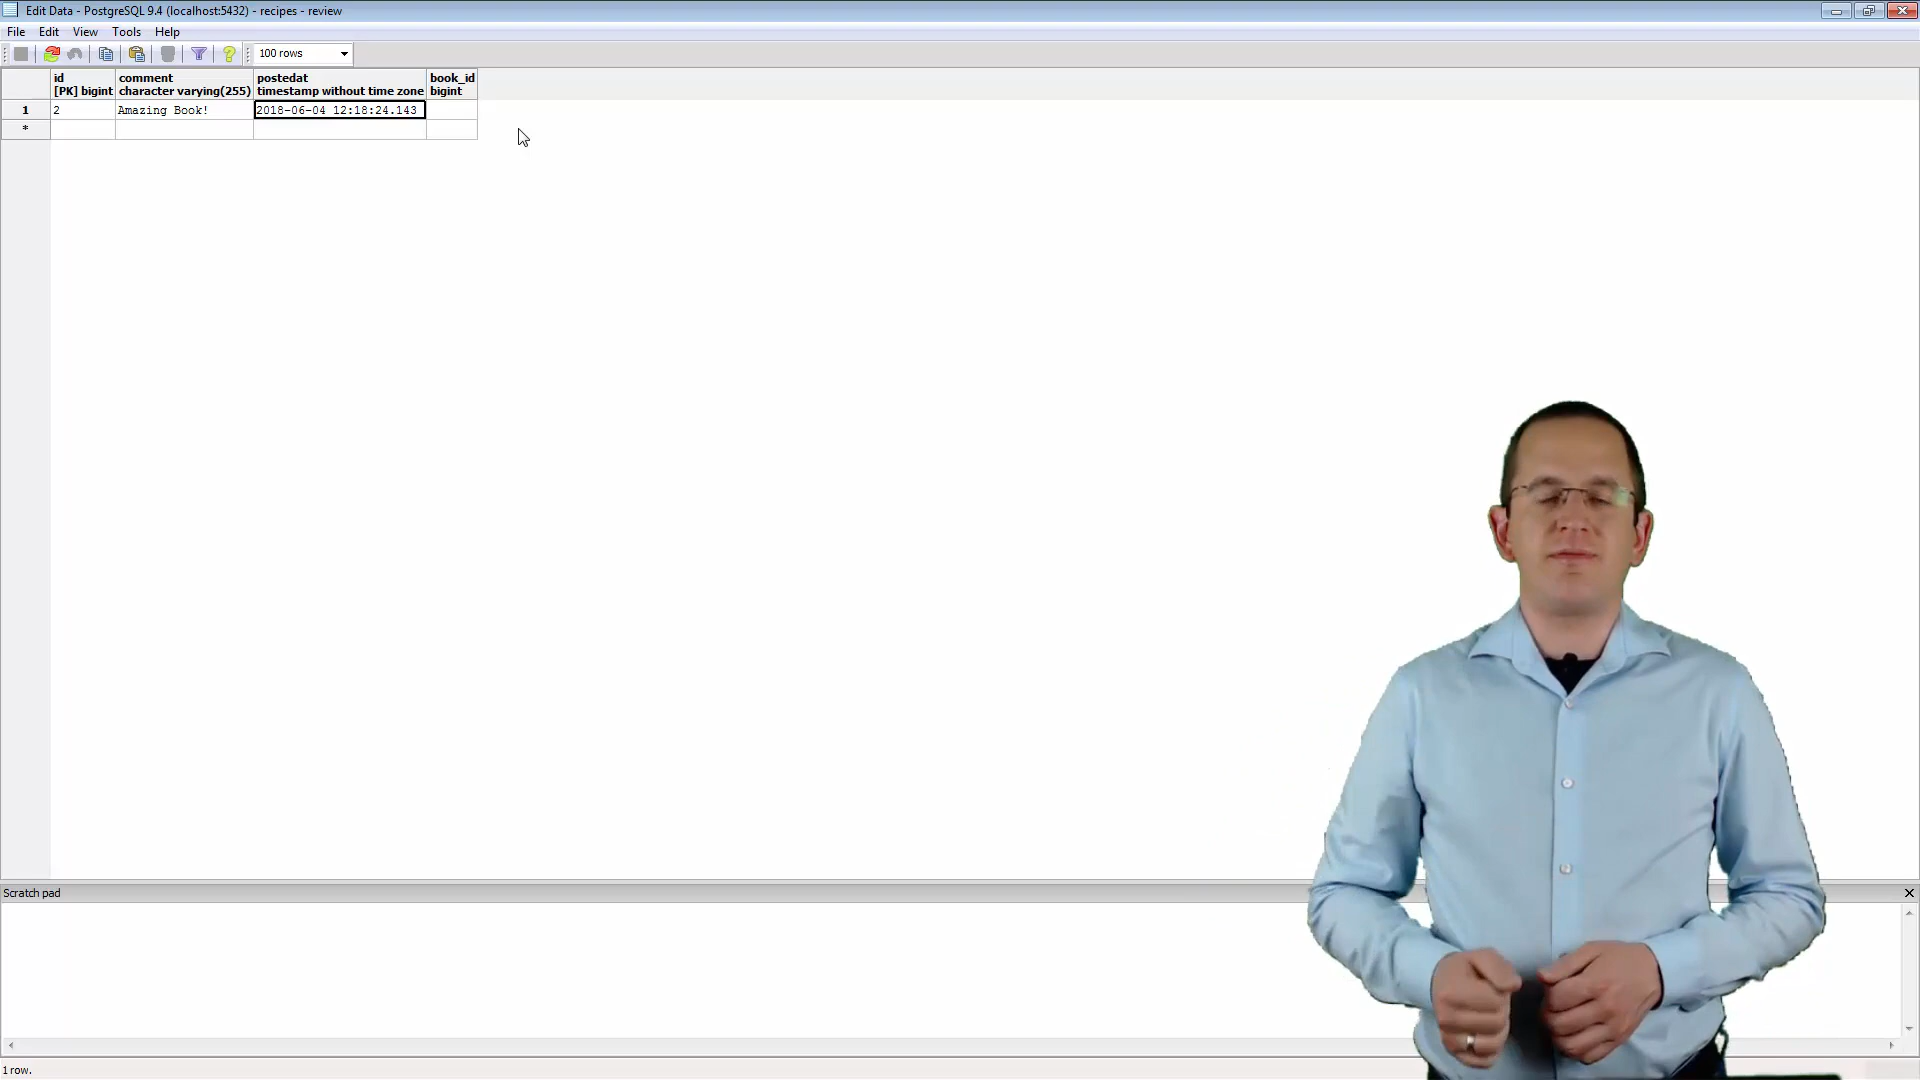 Edit Data - PostgreSQL 9.4 (localhost:5432) - recipes - review
File Edit View Tools Help
100 rows
id comment postedat book_id
[PK] bigint character varying(255) timestamp without time zone bigint
1 2 Amazing Book! 2018-06-04 12:18:24.143
*
Scratch pad
1 row.